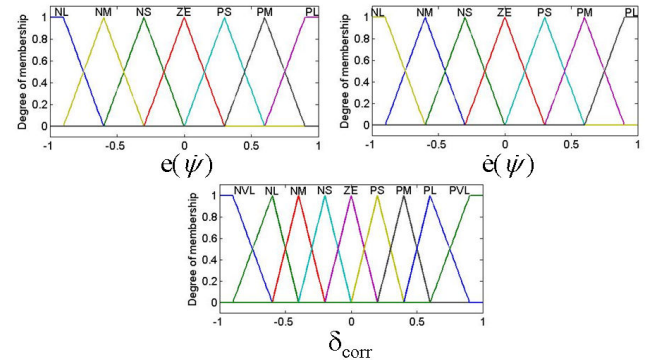 NL NM NS ZE PS PM PL
Degree of membership
1
0.8
0.6
0.4
0.2
0
-1 -0.5 0 0.5 1
e(ψ̇)
NL NM NS ZE PS PM PL
Degree of membership
1
0.8
0.6
0.4
0.2
0
-1 -0.5 0 0.5 1
ė(ψ̇)
NVL NL NM NS ZE PS PM PL PVL
Degree of membership
1
0.8
0.6
0.4
0.2
0
-1 -0.5 0 0.5 1
δcorr